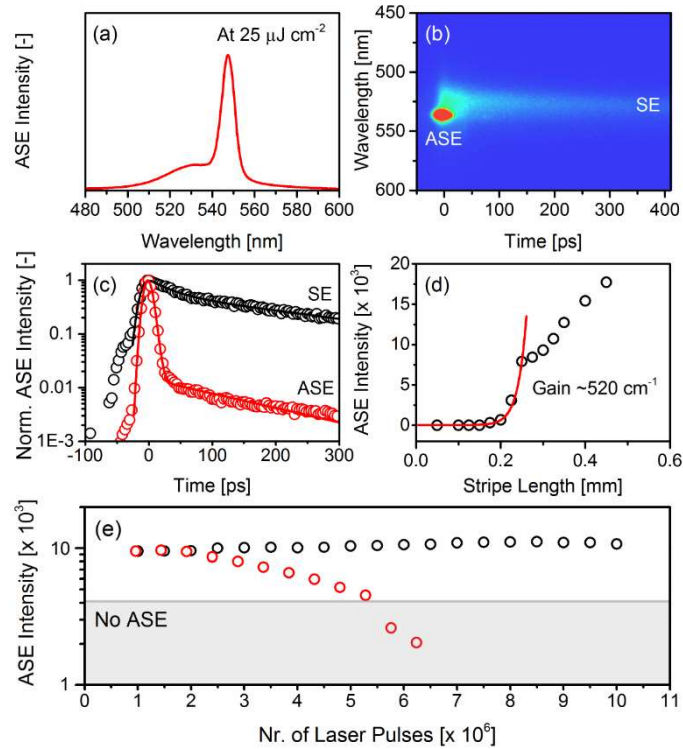 (a) At 25 µJ cm-2
ASE Intensity [-]
480 500 520 540 560 580 600
Wavelength [nm]
(b)
Wavelength [nm]
450
500
550
600
SE
ASE
0 100 200 300 400
Time [ps]
(c)
Norm. ASE Intensity [-]
1
0.1
0.01
1E-3
SE
ASE
-100 0 100 200 300
Time [ps]
(d)
ASE Intensity [x 10³]
20
15
10
5
0
Gain ~520 cm-1
0.0 0.2 0.4 0.6
Stripe Length [mm]
(e)
ASE Intensity [x 10³]
10
1
No ASE
0 1 2 3 4 5 6 7 8 9 10 11
Nr. of Laser Pulses [x 10⁶]